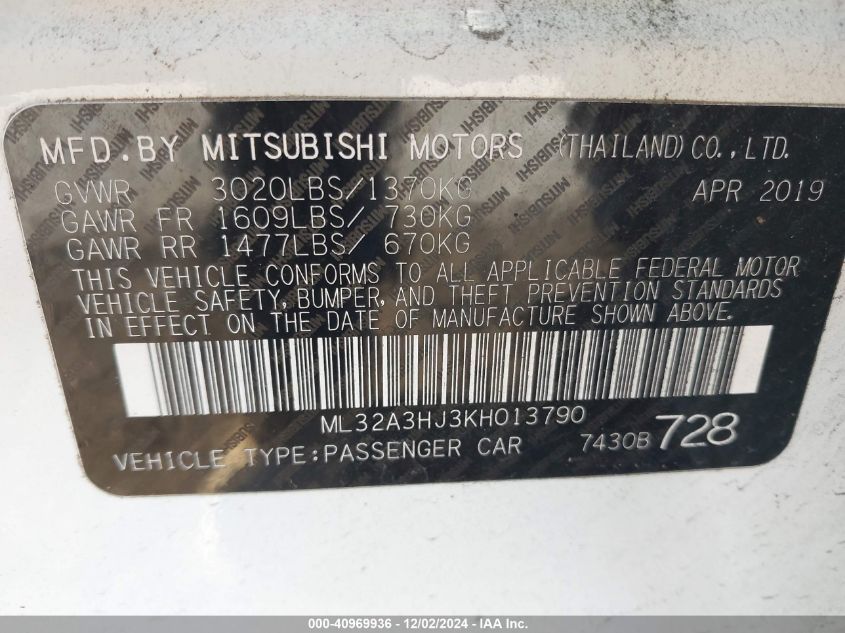 MFD.BY MITSUBISHI MOTORS (THAILAND)CO.,LTD.
GVWR 3020LBS/1370KG APR 2019
GAWR FR 1609LBS/ 730KG
GAWR RR 1477LBS/ 670KG
THIS VEHICLE CONFORMS TO ALL APPLICABLE FEDERAL MOTOR
VEHICLE SAFETY, BUMPER, AND THEFT PREVENTION STANDARDS
IN EFFECT ON THE DATE OF MANUFACTURE SHOWN ABOVE.
ML32A3HJ3KH013790
VEHICLE TYPE:PASSENGER CAR 7430B 728
000-40969936 - 12/02/2024 - IAA Inc.